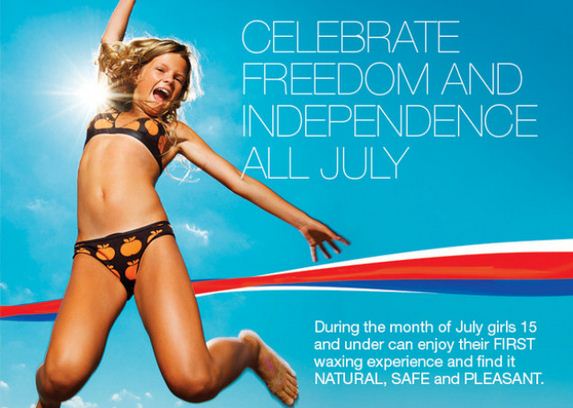 CELEBRATE
FREEDOM AND
INDEPENDENCE
ALL JULY
During the month of July girls 15
and under can enjoy their FIRST
waxing experience and find it
NATURAL, SAFE and PLEASANT.